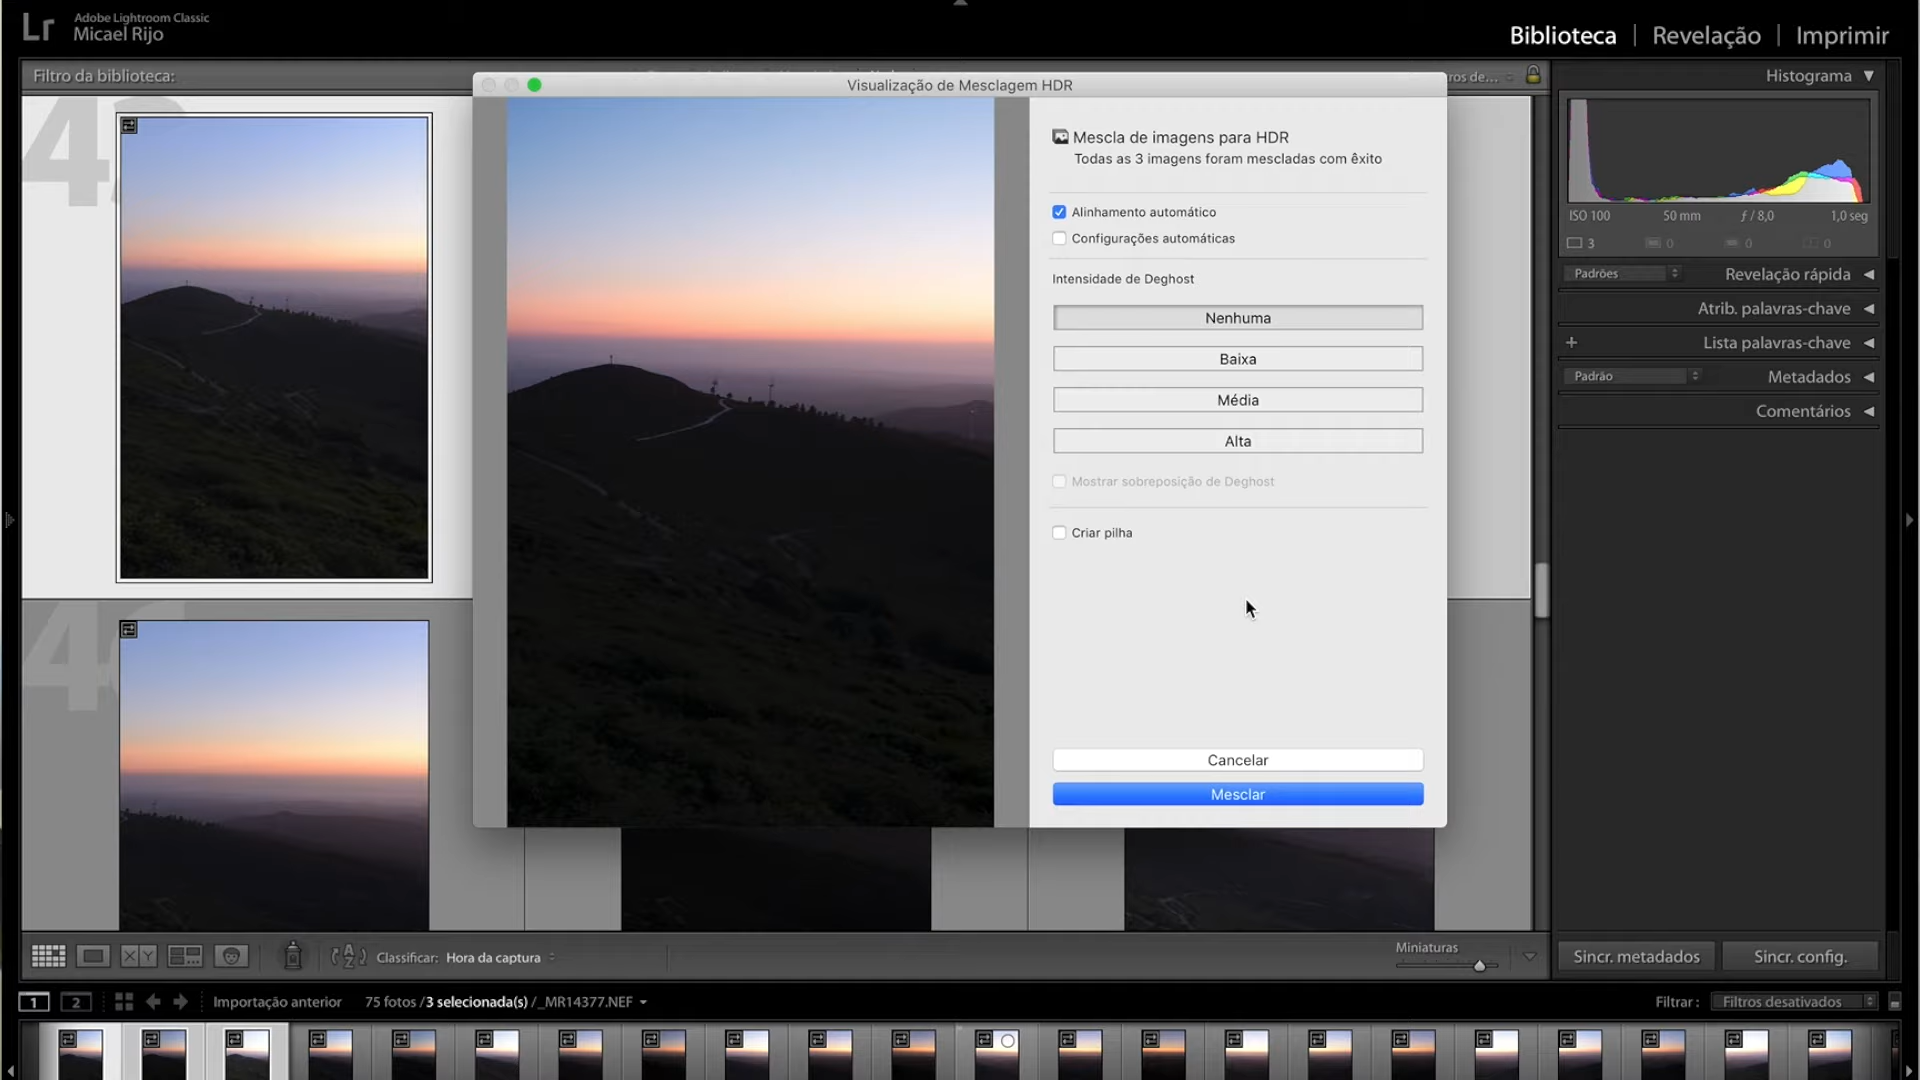 Lr
Adobe Lightroom Classic
Micael Rijo
Biblioteca | Revelação | Imprimir
Filtro da biblioteca:
Visualização de Mesclagem HDR
Histograma
Mescla de imagens para HDR
Todas as 3 imagens foram mescladas com êxito
Alinhamento automático
Configurações automáticas
Intensidade de Deghost
Nenhuma
Baixa
Média
Alta
Mostrar sobreposição de Deghost
Criar pilha
Cancelar
Mesclar
ISO 100 50 mm ƒ / 8,0 1,0 seg
3 0 0 0
Padrões Revelação rápida
Atrib. palavras-chave
+ Lista palavras-chave
Padrão Metadados
Comentários
Classificar: Hora da captura
Miniaturas
Sincr. metadados Sincr. config.
1 2 Importação anterior 75 fotos /3 selecionada(s) /_MR14377.NEF
Filtrar : Filtros desativados